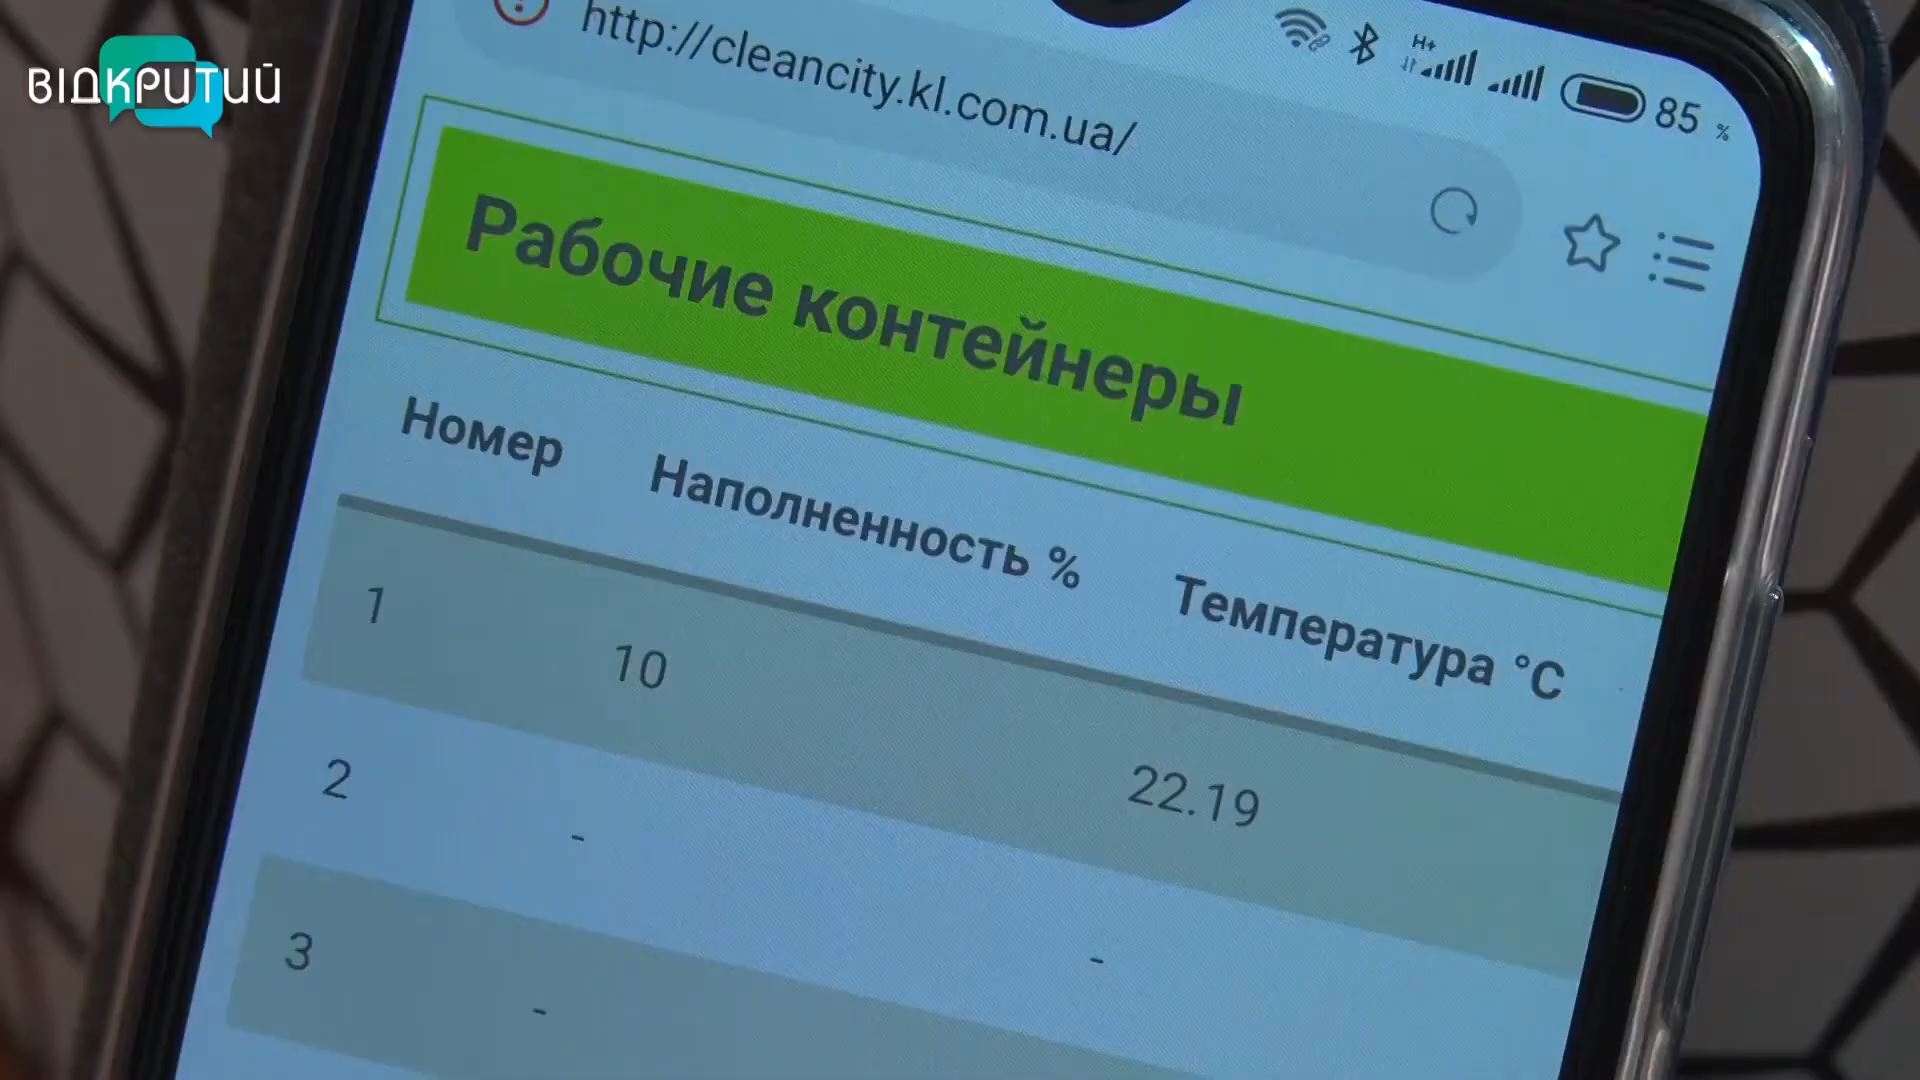 ВІДКРИТИЙ
http://cleancity.kl.com.ua/
H+
85 %
Рабочие контейнеры
Номер Наполненность % Температура °C
1 10 22.19
2 - -
3 -